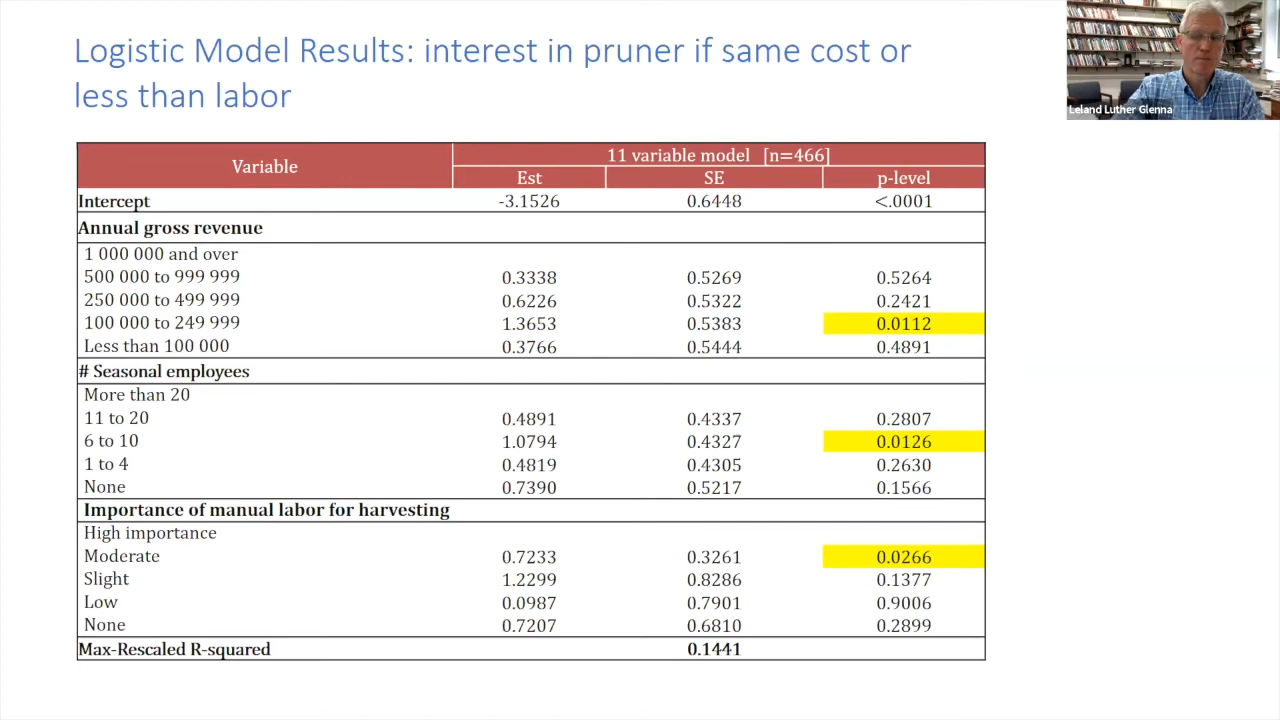 Logistic Model Results: interest in pruner if same cost or
less than labor
Leland Luther Glenna
Variable 11 variable model [n=466]
Est SE p-level
Intercept -3.1526 0.6448 <.0001
Annual gross revenue
1 000 000 and over
500 000 to 999 999 0.3338 0.5269 0.5264
250 000 to 499 999 0.6226 0.5322 0.2421
100 000 to 249 999 1.3653 0.5383 0.0112
Less than 100 000 0.3766 0.5444 0.4891
# Seasonal employees
More than 20
11 to 20 0.4891 0.4337 0.2807
6 to 10 1.0794 0.4327 0.0126
1 to 4 0.4819 0.4305 0.2630
None 0.7390 0.5217 0.1566
Importance of manual labor for harvesting
High importance
Moderate 0.7233 0.3261 0.0266
Slight 1.2299 0.8286 0.1377
Low 0.0987 0.7901 0.9006
None 0.7207 0.6810 0.2899
Max-Rescaled R-squared 0.1441